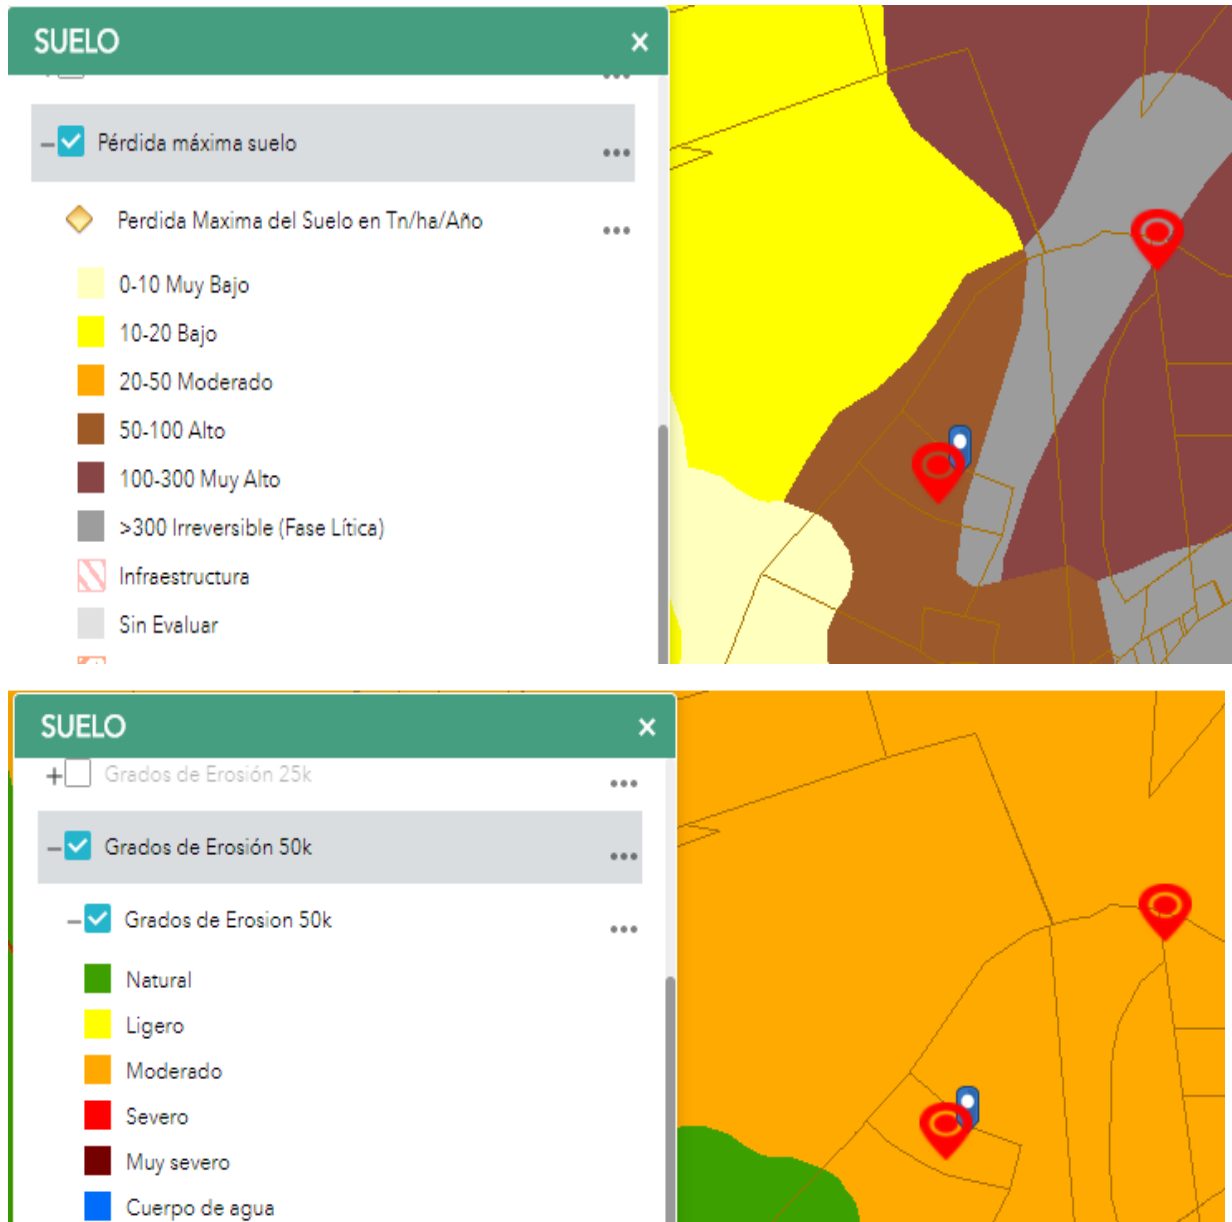 SUELO
Pérdida máxima suelo
Perdida Maxima del Suelo en Tn/ha/Año
0-10 Muy Bajo
10-20 Bajo
20-50 Moderado
50-100 Alto
100-300 Muy Alto
>300 Irreversible (Fase Lítica)
Infraestructura
Sin Evaluar
SUELO
Grados de Erosión 25k
Grados de Erosión 50k
Grados de Erosion 50k
Natural
Ligero
Moderado
Severo
Muy severo
Cuerpo de agua